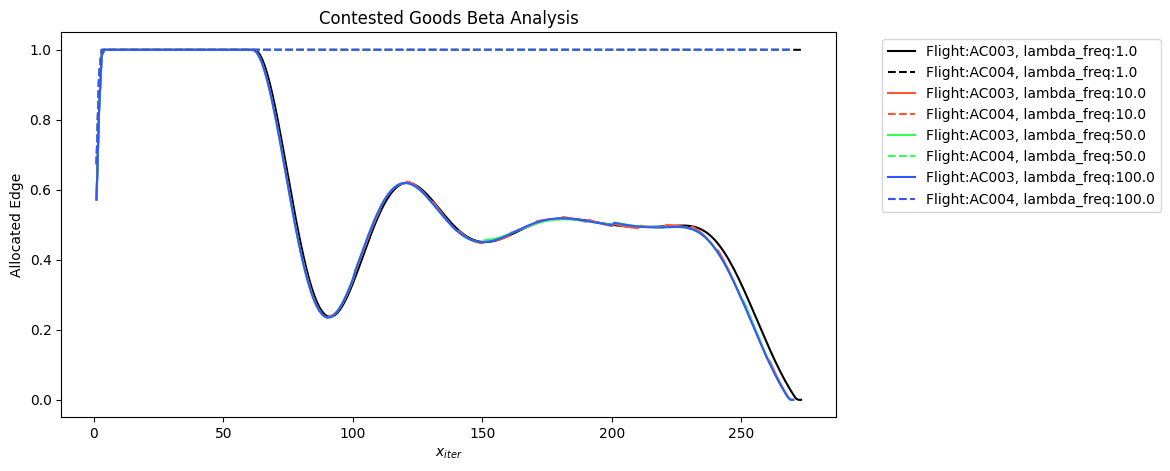 Contested Goods Beta Analysis
Allocated Edge
1.0
0.8
0.6
0.4
0.2
0.0
0 50 100 150 200 250
x_iter
Flight:AC003, lambda_freq:1.0
Flight:AC004, lambda_freq:1.0
Flight:AC003, lambda_freq:10.0
Flight:AC004, lambda_freq:10.0
Flight:AC003, lambda_freq:50.0
Flight:AC004, lambda_freq:50.0
Flight:AC003, lambda_freq:100.0
Flight:AC004, lambda_freq:100.0